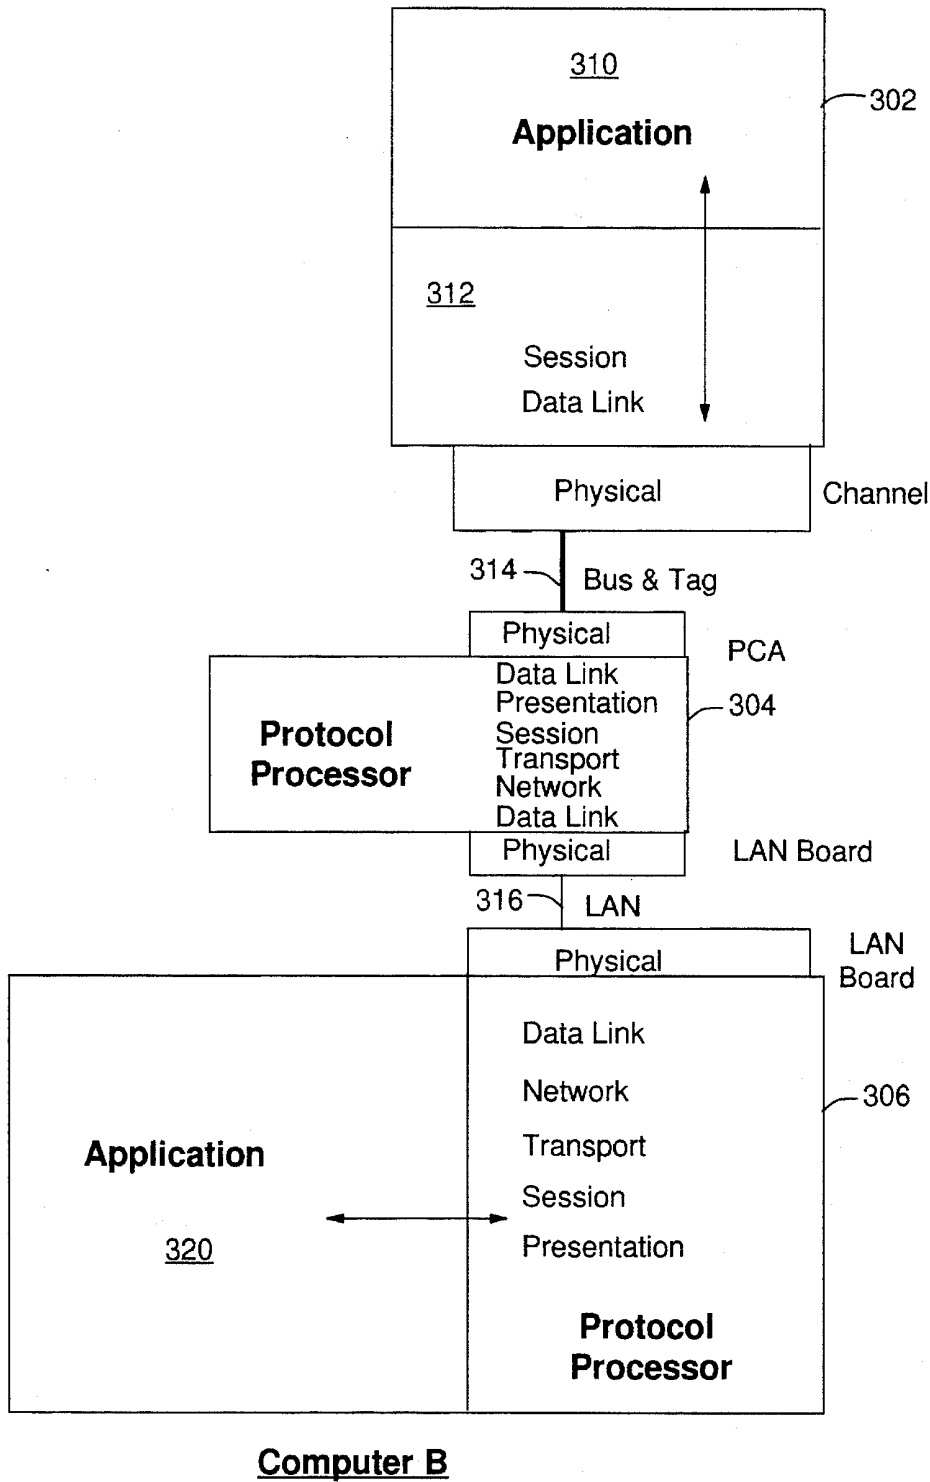 310
302
Application
312
Session
Data Link
Physical
Channel
314
Bus & Tag
Physical
PCA
Data Link
Presentation
304
Session
Transport
Network
Data Link
Protocol
Processor
Physical
LAN Board
316
LAN
Physical
LAN
Board
Data Link
Network
306
Transport
Session
Presentation
Application
320
Protocol
Processor
Computer B